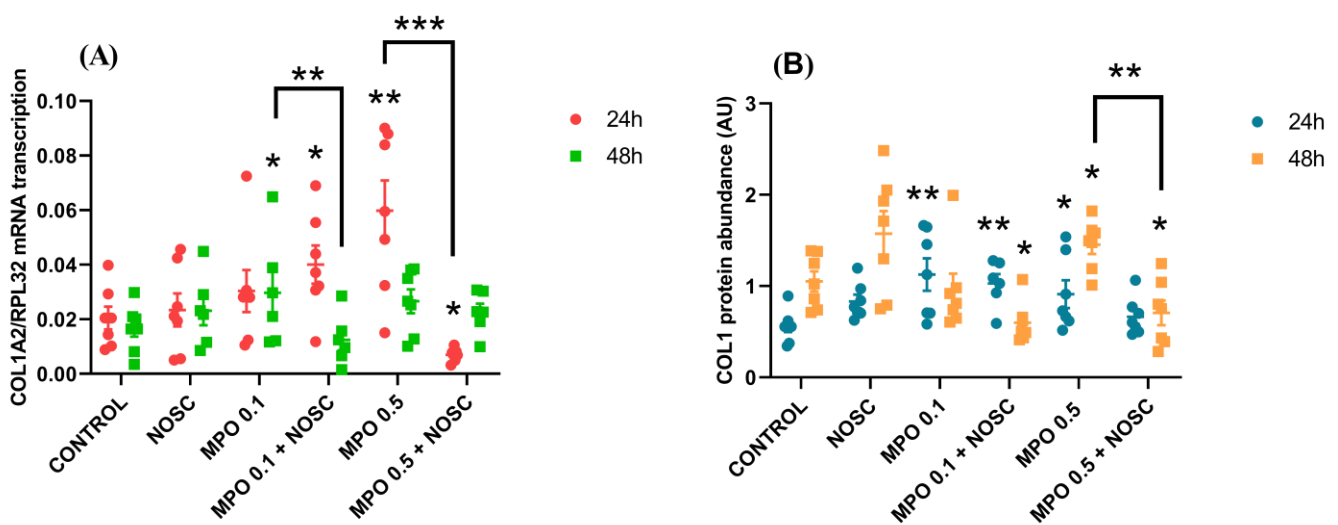 (A)
***
**
**
*
*
*
COL1A2/RPL32 mRNA transcription
0.10
0.08
0.06
0.04
0.02
0.00
CONTROL
NOSC
MPO 0.1
MPO 0.1 + NOSC
MPO 0.5
MPO 0.5 + NOSC
24h
48h
(B)
**
**
**
*
*
*
*
COL1 protein abundance (AU)
3
2
1
0
CONTROL
NOSC
MPO 0.1
MPO 0.1 + NOSC
MPO 0.5
MPO 0.5 + NOSC
24h
48h